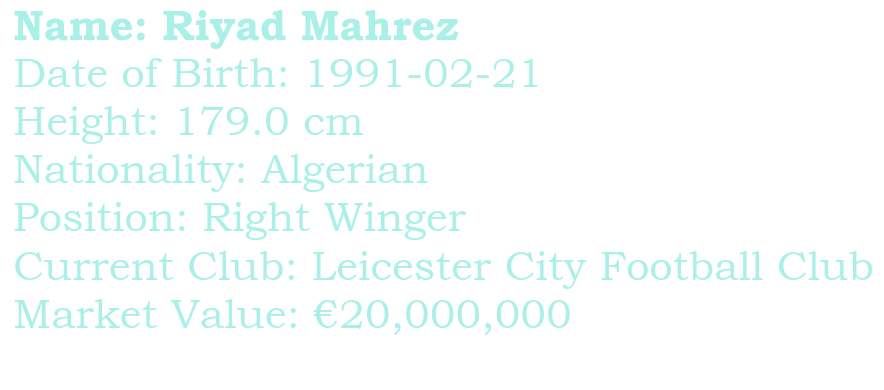 Name: Riyad Mahrez
Date of Birth: 1991-02-21
Height: 179.0 cm
Nationality: Algerian
Position: Right Winger
Current Club: Leicester City Football Club
Market Value: €20,000,000